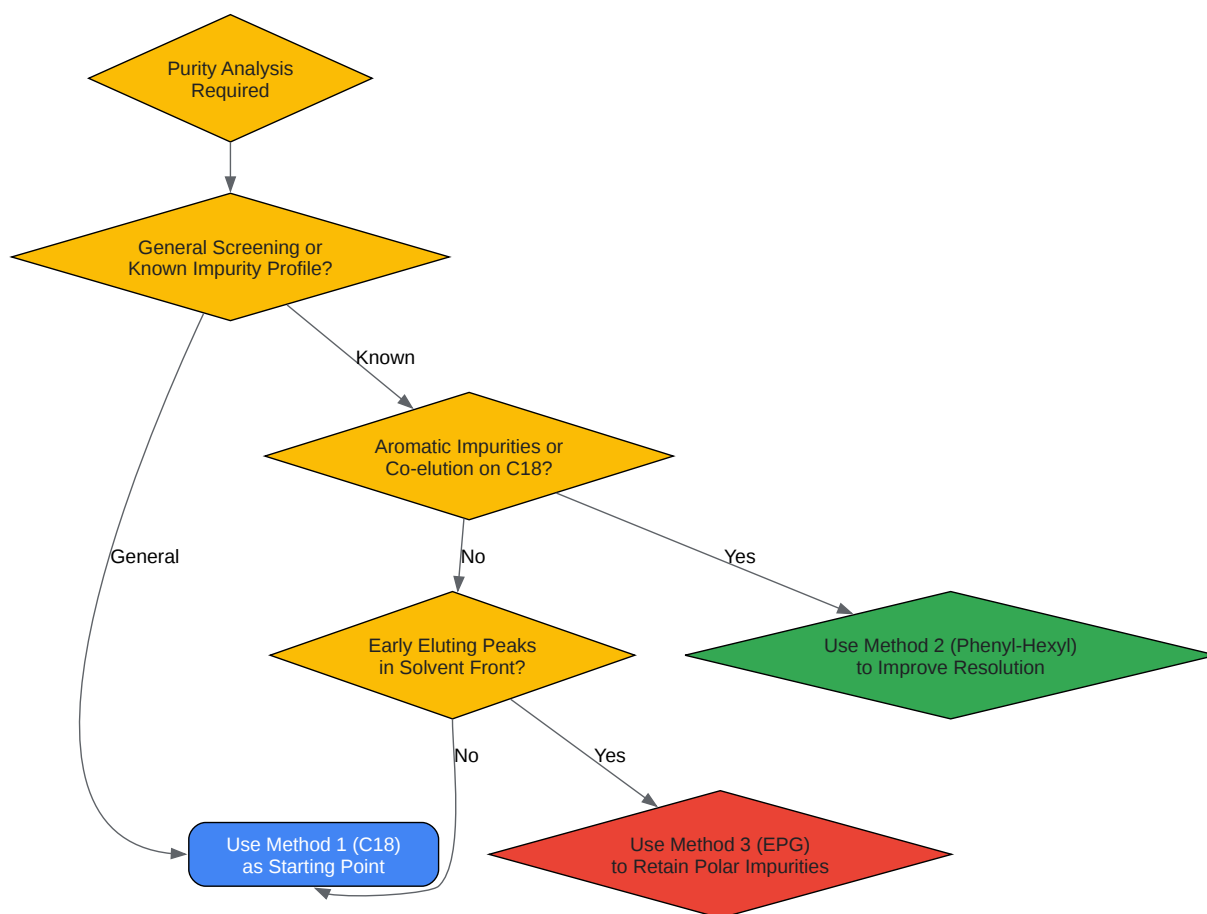 Purity Analysis
Required
General Screening or
Known Impurity Profile?
Known
Aromatic Impurities or
Co-elution on C18?
General
No
Yes
Early Eluting Peaks
in Solvent Front?
Use Method 2 (Phenyl-Hexyl)
to Improve Resolution
No
Yes
Use Method 1 (C18)
as Starting Point
Use Method 3 (EPG)
to Retain Polar Impurities